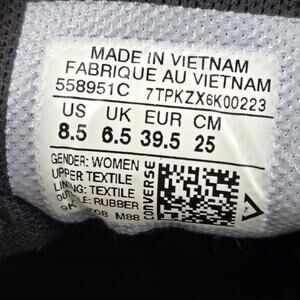 MADE IN VIETNAM
FABRIQUE AU VIETNAM
558951C 7TPKZX6K00223
US UK EUR CM
8.5 6.5 39.5 25
GENDER: WOMEN
UPPER: TEXTILE
LINING: TEXTILE
RUBBER
M88
CONVERSE